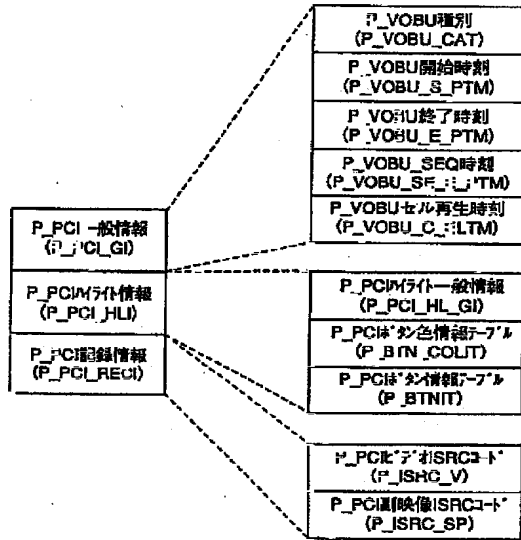 P_VOBU種別
(P_VOBU_CAT)
P_VOBU開始時刻
(P_VOBU_S_PTM)
P_VOBU終了時刻
(P_VOBU_E_PTM)
P_VOBU_SEQ時刻
P_VOBUセル再生時刻
(P_VOBU_C_ELTM)
P_PCI一般情報
(P_PCI_GI)
P_PCIハイライト情報
(P_PCI_HLI)
P_PCI記録情報
(P_PCI_RECI)
P_PCIハイライト一般情報
(P_PCI_HL_GI)
P_PCIボタン色情報テーブル
(P_BTN_COLIT)
P_PCIボタン情報テーブル
(P_BTNIT)
P_PCIビデオISRCコード
(P_ISRC_V)
P_PCI副映像ISRCコード
(P_ISRC_SP)